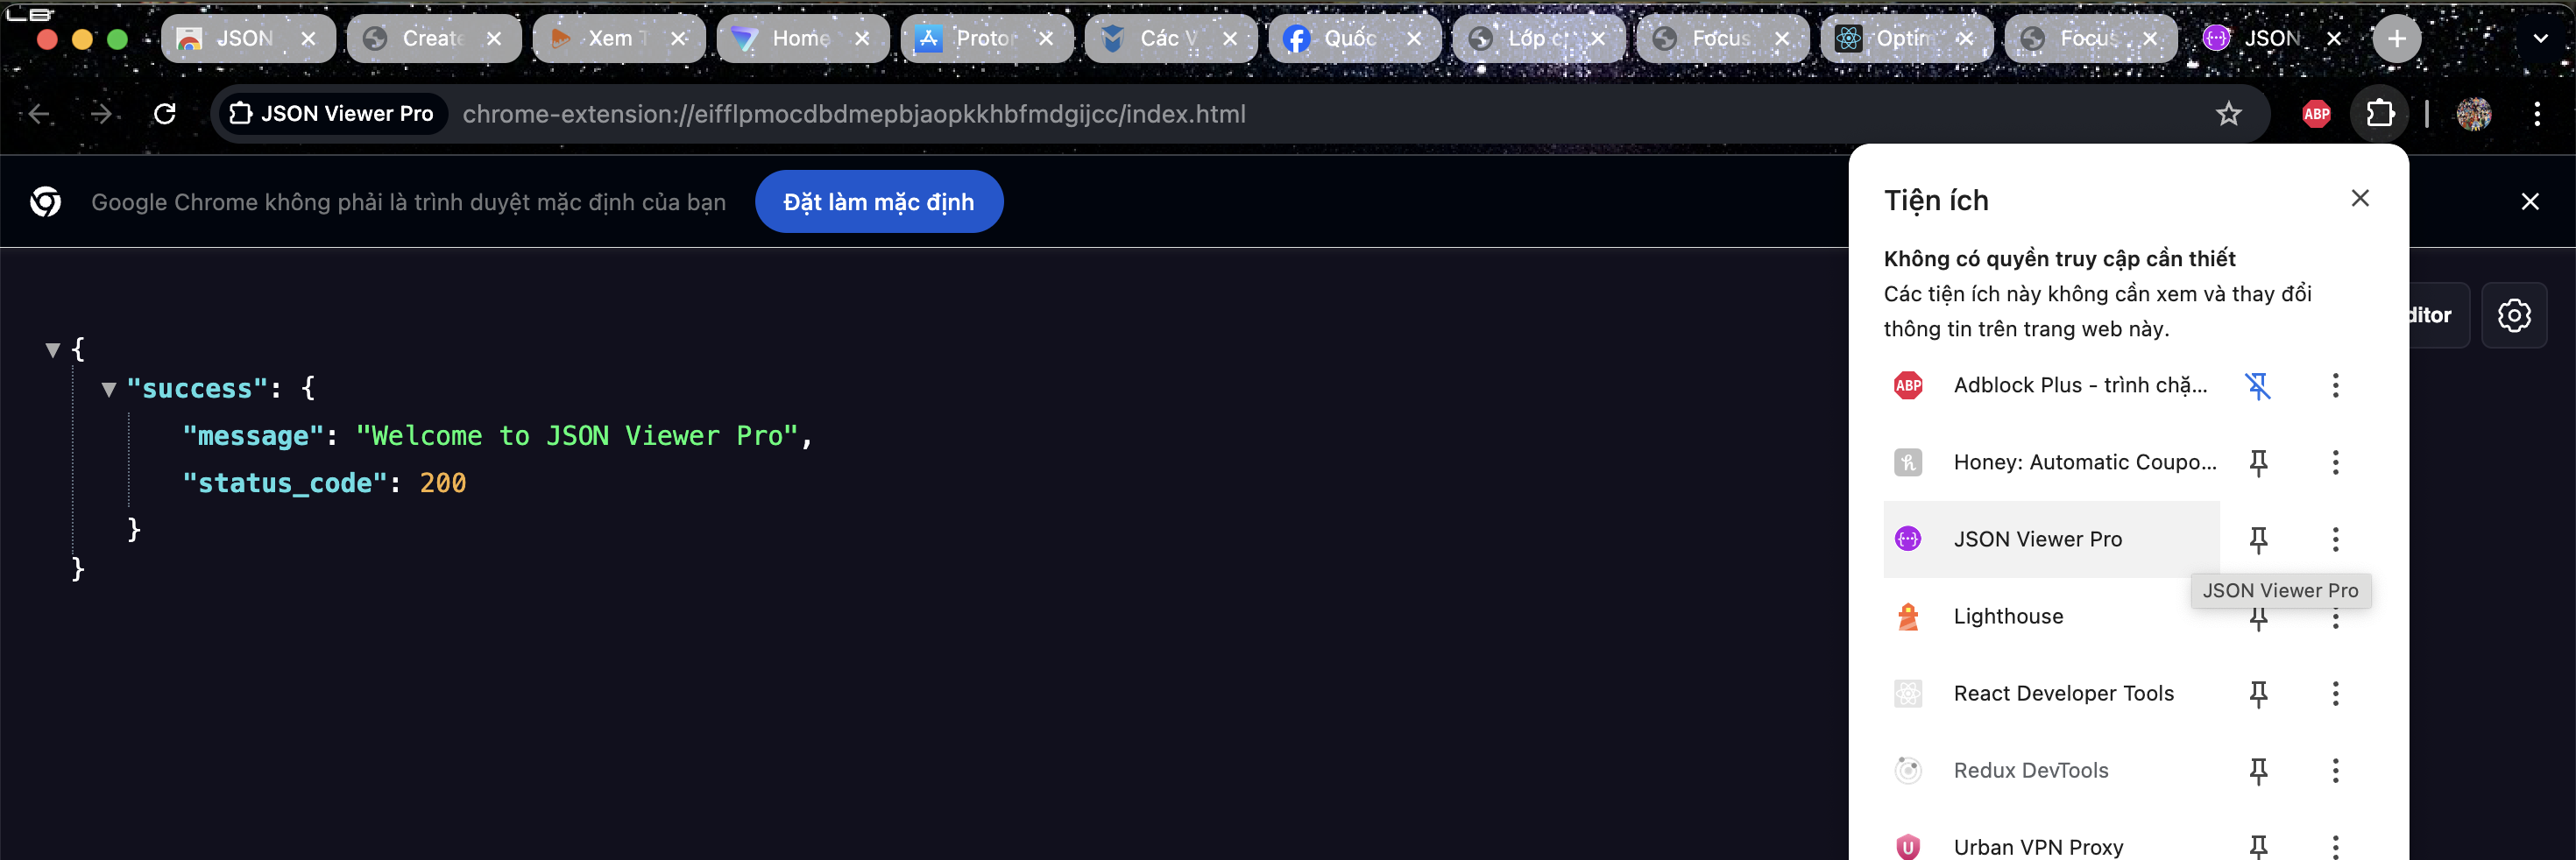 JSON
Create
Xem T
Home
Proton
Các V
Quốc
Lớp c
Focus
Optim
Focus
JSON
JSON Viewer Pro
chrome-extension://eifflpmocdbdmepbjaopkkhbfmdgijcc/index.html
ABP
Google Chrome không phải là trình duyệt mặc định của bạn
Đặt làm mặc định
{
"success": {
"message": "Welcome to JSON Viewer Pro",
"status_code": 200
}
}
ditor
Tiện ích
Không có quyền truy cập cần thiết
Các tiện ích này không cần xem và thay đổi
thông tin trên trang web này.
ABP Adblock Plus - trình chặ...
Honey: Automatic Coupo...
JSON Viewer Pro
JSON Viewer Pro
Lighthouse
React Developer Tools
Redux DevTools
Urban VPN Proxy